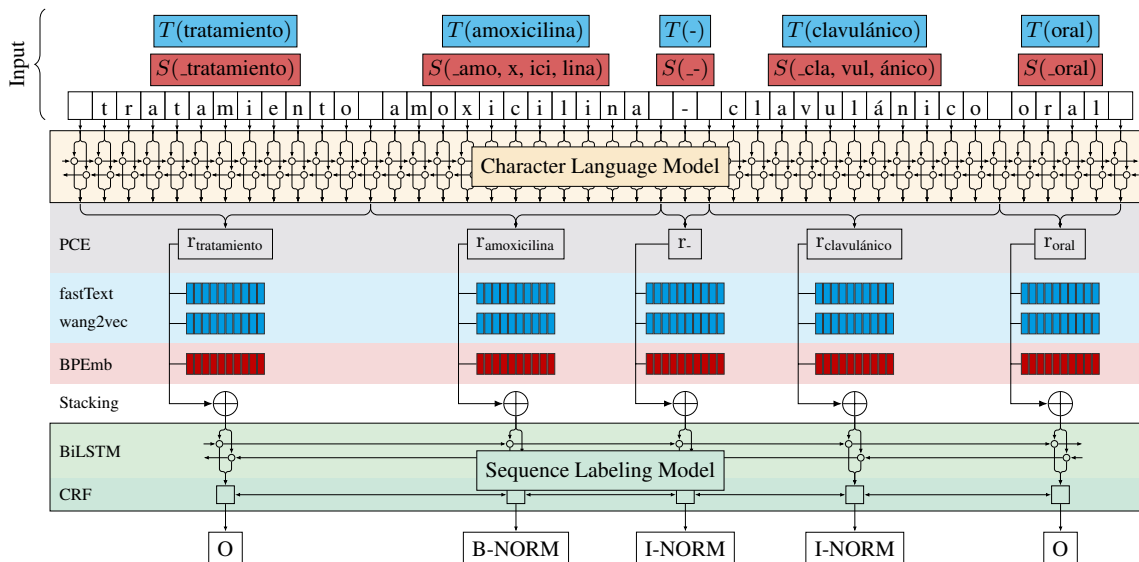 Input
T(tratamiento) T(amoxicilina) T(-) T(clavulánico) T(oral)
S(_tratamiento) S(_amo, x, ici, lina) S(_-) S(_cla, vul, ánico) S(_oral)
t r a t a m i e n t o a m o x i c i l i n a - c l a v u l á n i c o o r a l
Character Language Model
PCE r_tratamiento r_amoxicilina r_- r_clavulánico r_oral
fastText
wang2vec
BPEmb
Stacking
BiLSTM
Sequence Labeling Model
CRF
O B-NORM I-NORM I-NORM O